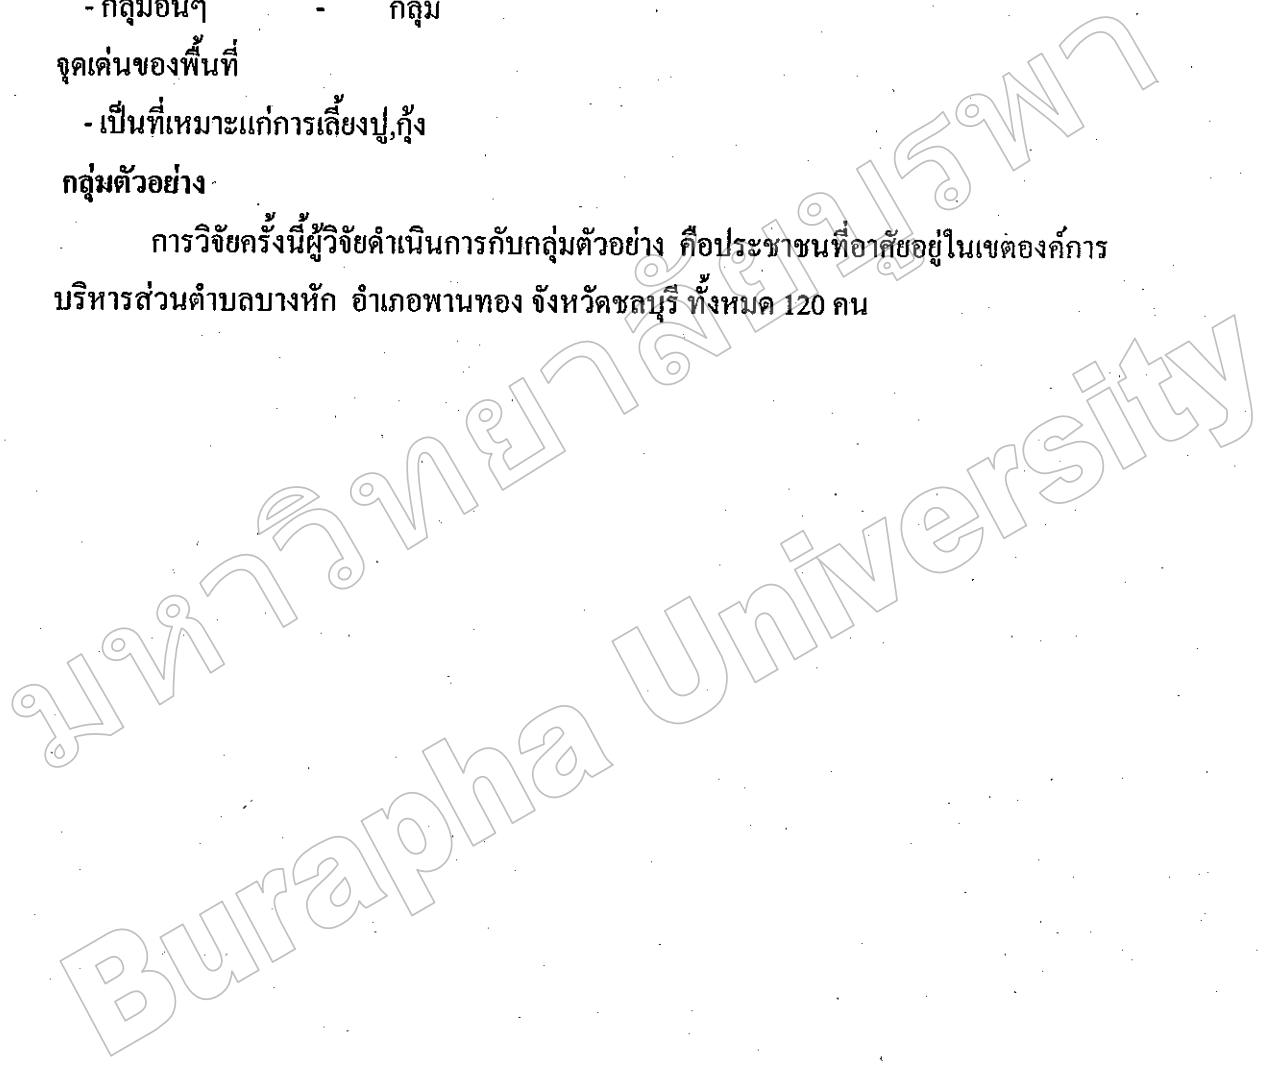 - กลุ่มอื่นๆ - กลุ่ม
จุดเด่นของพื้นที่
- เป็นที่เหมาะแก่การเลี้ยงปู,กุ้ง
กลุ่มตัวอย่าง
การวิจัยครั้งนี้ผู้วิจัยดำเนินการกับกลุ่มตัวอย่าง คือประชาชนที่อาศัยอยู่ในเขตองค์การ
บริหารส่วนตำบลบางหัก อำเภอพานทอง จังหวัดชลบุรี ทั้งหมด 120 คน
มหาวิทยาลัยบูรพา
Burapha University